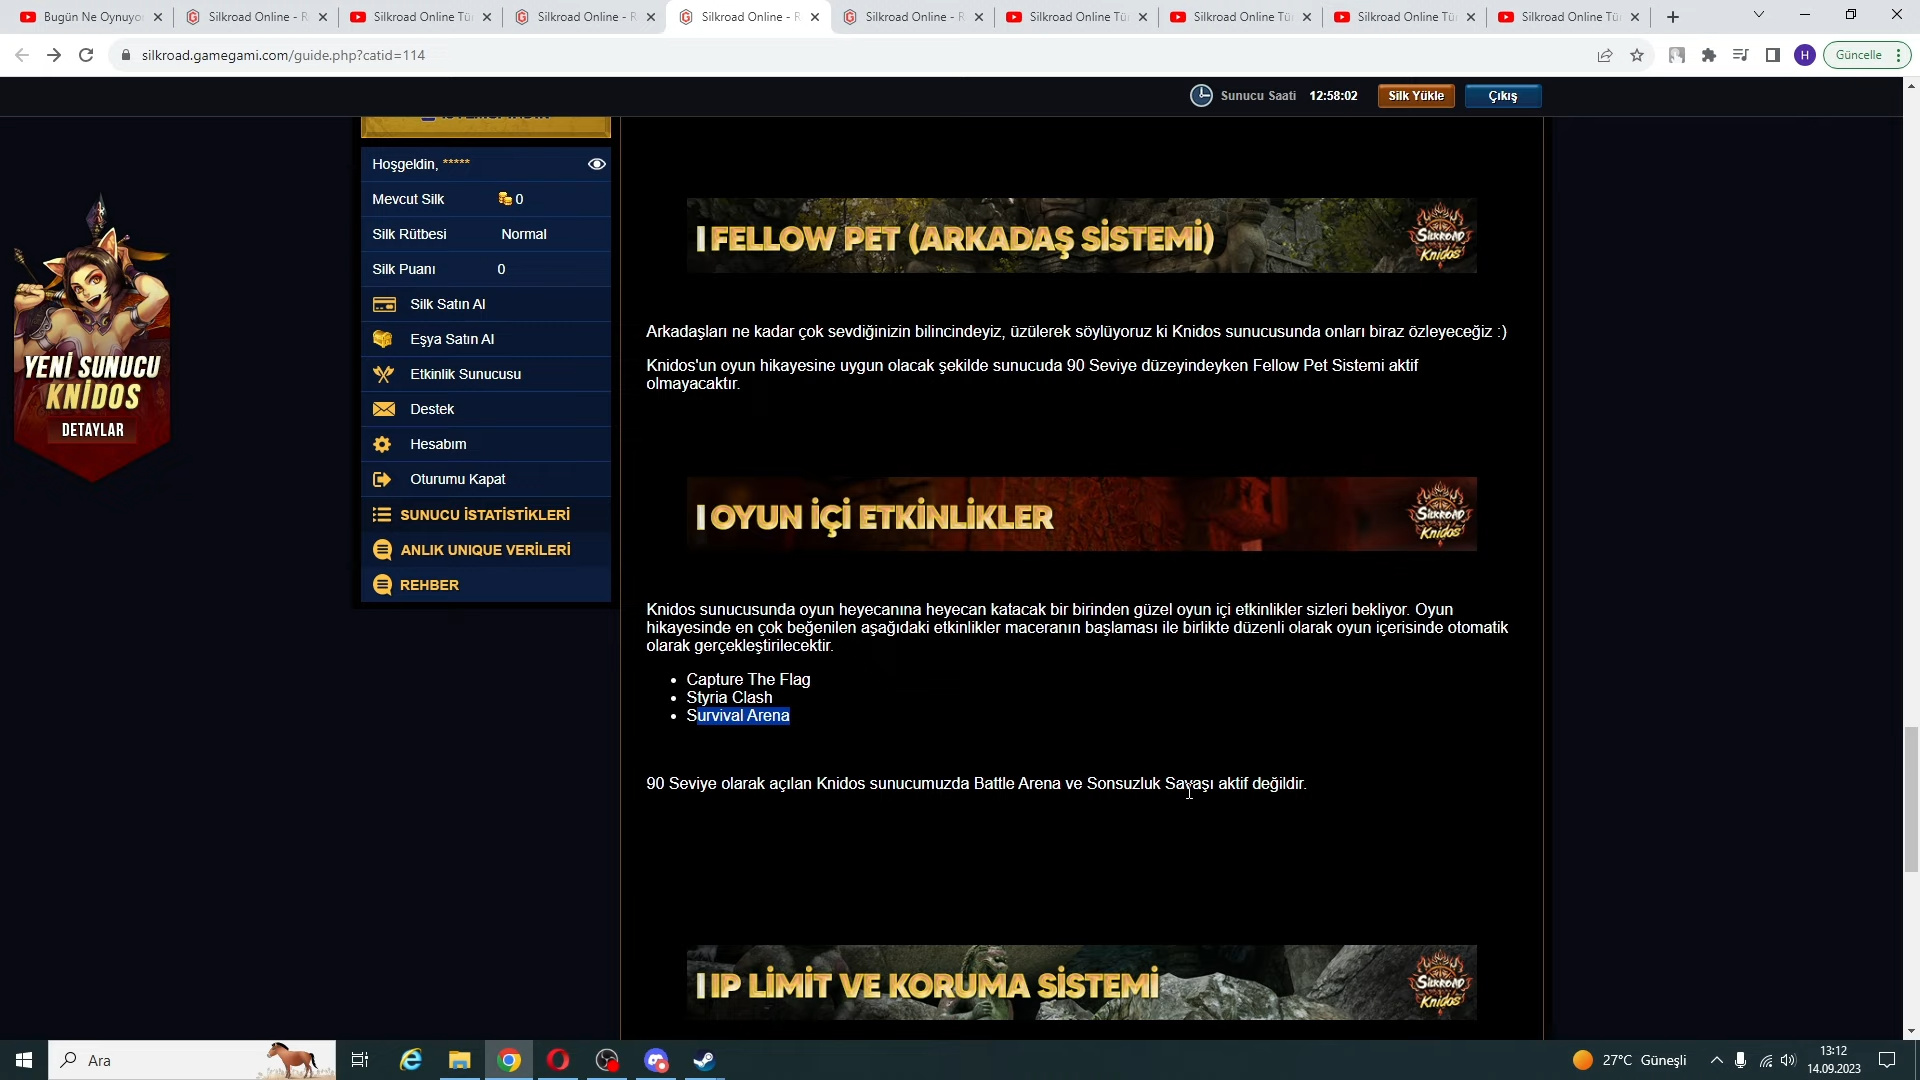 Bugün Ne Oynuyo
Silkroad Online - R
Silkroad Online Tü
Silkroad Online - R
Silkroad Online - R
Silkroad Online - R
Silkroad Online Tü
Silkroad Online Tü
Silkroad Online Tü
Silkroad Online Tü
silkroad.gamegami.com/guide.php?catid=114
H
Güncelle
Sunucu Saati 12:58:02
Silk Yükle
Çıkış
Hoşgeldin, *****
Mevcut Silk 0
Silk Rütbesi Normal
Silk Puanı 0
Silk Satın Al
Eşya Satın Al
Etkinlik Sunucusu
Destek
Hesabım
Oturumu Kapat
SUNUCU İSTATİSTİKLERİ
ANLIK UNIQUE VERİLERİ
REHBER
YENİ SUNUCU
KNİDOS
DETAYLAR
FELLOW PET (ARKADAŞ SİSTEMİ)
SILKROAD
Knidos
Arkadaşları ne kadar çok sevdiğinizin bilincindeyiz, üzülerek söylüyoruz ki Knidos sunucusunda onları biraz özleyeceğiz :)
Knidos'un oyun hikayesine uygun olacak şekilde sunucuda 90 Seviye düzeyindeyken Fellow Pet Sistemi aktif
olmayacaktır.
OYUN İÇİ ETKİNLİKLER
SILKROAD
Knidos
Knidos sunucusunda oyun heyecanına heyecan katacak bir birinden güzel oyun içi etkinlikler sizleri bekliyor. Oyun
hikayesinde en çok beğenilen aşağıdaki etkinlikler maceranın başlaması ile birlikte düzenli olarak oyun içerisinde otomatik
olarak gerçekleştirilecektir.
Capture The Flag
Styria Clash
Survival Arena
90 Seviye olarak açılan Knidos sunucumuzda Battle Arena ve Sonsuzluk Savaşı aktif değildir.
IP LİMİT VE KORUMA SİSTEMİ
SILKROAD
Knidos
Ara
27°C Güneşli
13:12
14.09.2023